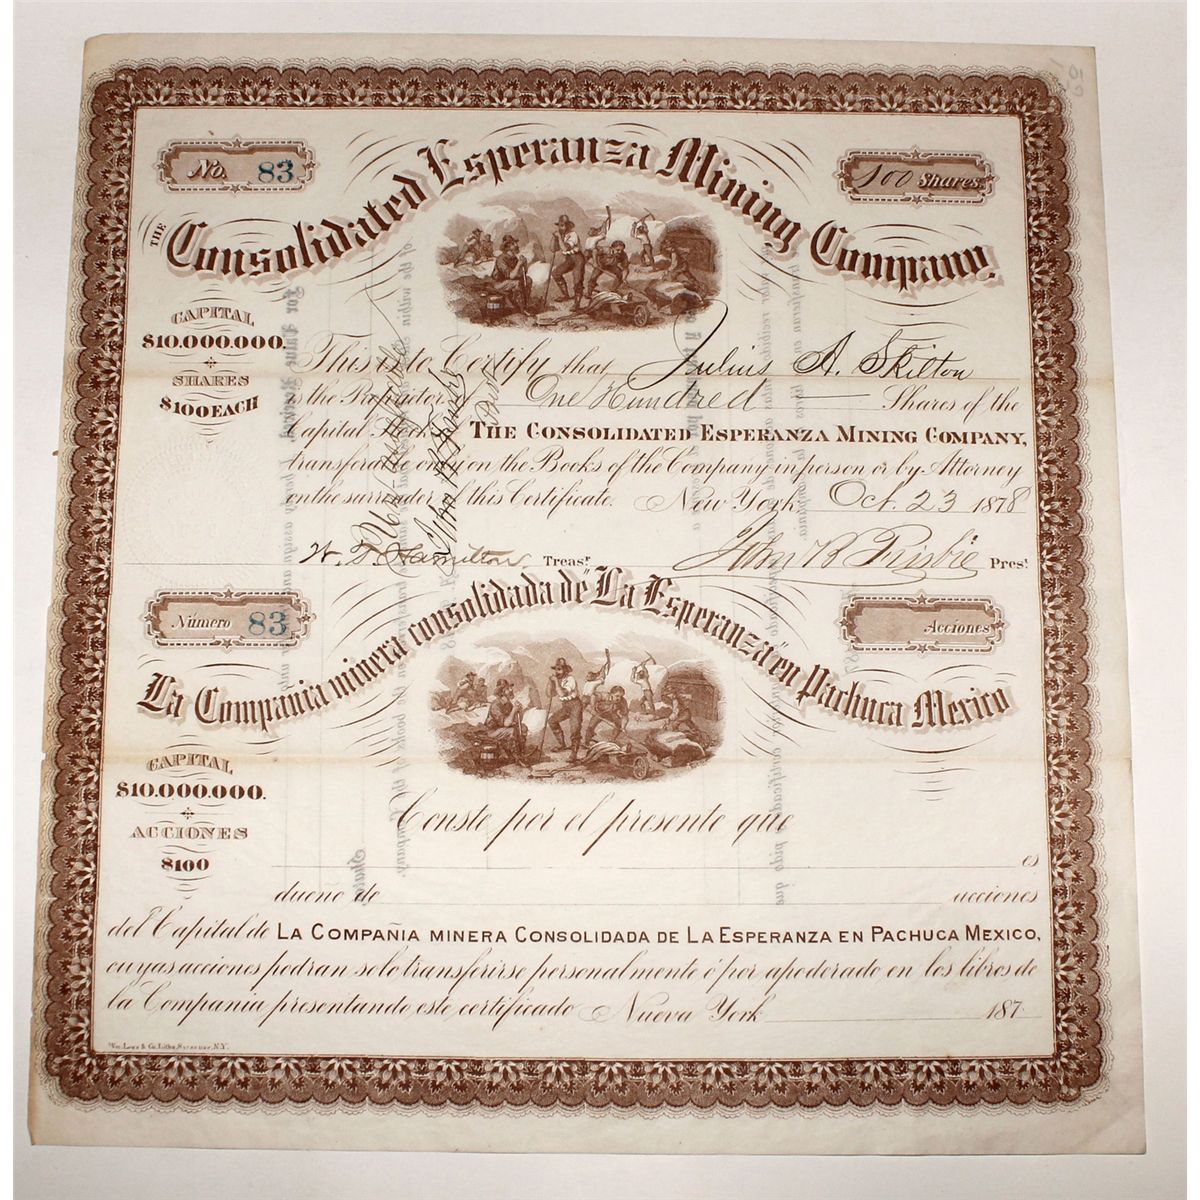 No. 83
100 Shares.
THE Consolidated Esperanza Mining Company.
CAPITAL
$10.000.000.
SHARES
$100 EACH
This is to Certify that Julius A. Skilton
is the Proprietor of One Hundred Shares of the
Capital Stock of THE CONSOLIDATED ESPERANZA MINING COMPANY,
transferable only on the Books of the Company in person or by Attorney
on the surrender of this Certificate. New York, Oct. 23 1878
Treasr.
John B Frisbie Prest.
Número 83
Acciones
La Compania minera consolidada de "La Esperanza" en Pachuca Mexico
CAPITAL
$10.000.000.
ACCIONES
$100
Conste por el presente que
es
dueño de acciones
del Capital de LA COMPAÑIA MINERA CONSOLIDADA DE LA ESPERANZA EN PACHUCA MEXICO,
cuyas acciones podran solo transferirse personalmente ó por apoderado en los libros de
la Compania presentando este certificado Nueva York 187